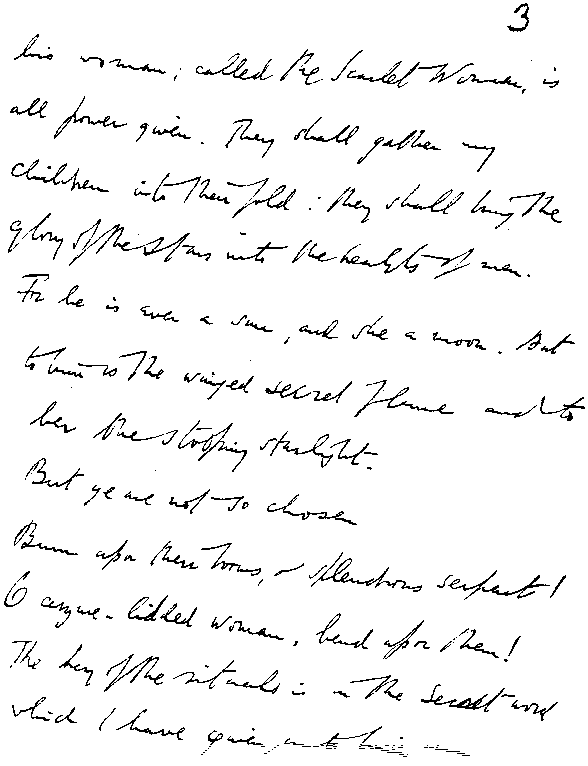 3
his woman; called the Scarlet Woman, is
all power given. They shall gather my
children into their fold: they shall bring the
glory of the stars into the hearts of men.
For he is ever a sun, and she a moon. But
to him is the winged secret flame and to
her the stooping starlight.
But ye are not so chosen
Burn upon their brows, o splendrous serpent!
O azure-lidded woman, bend upon them!
The key of the rituals is in the secret word
which I have given unto him